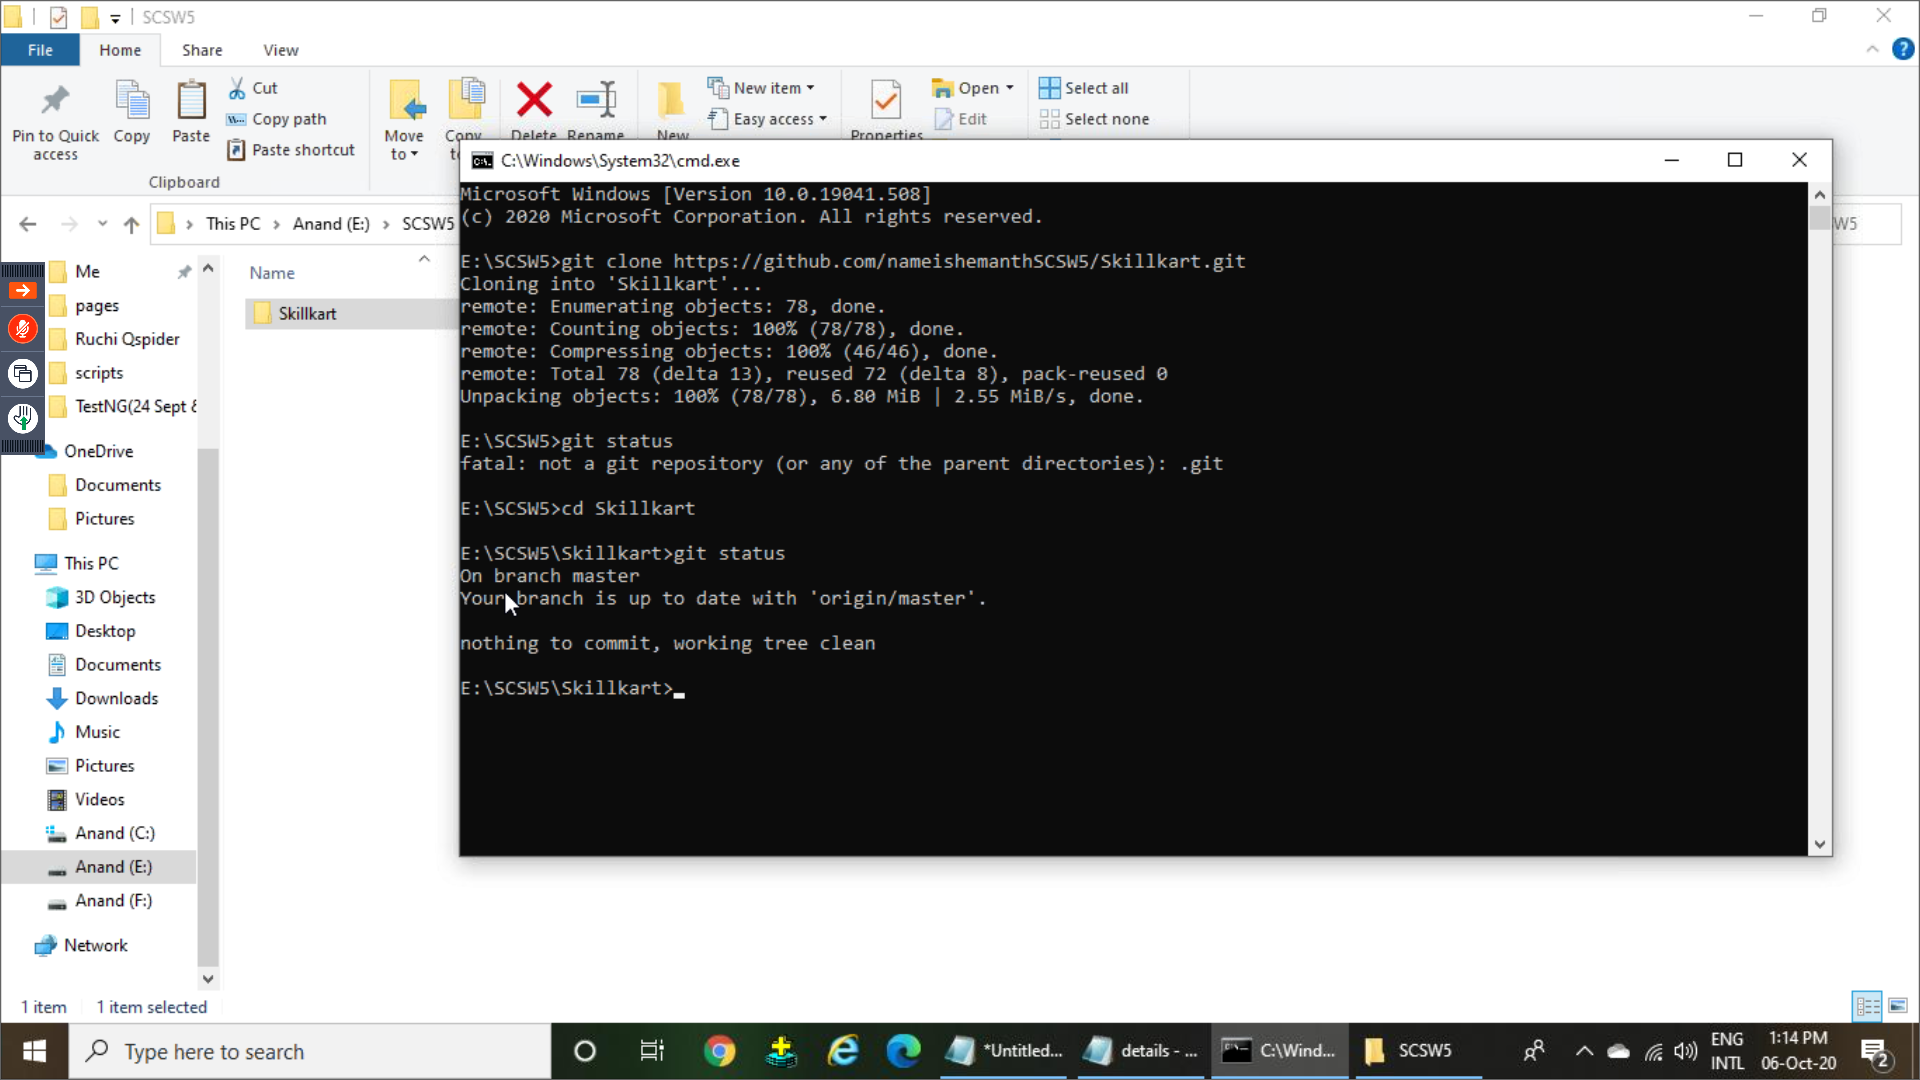 SCSW5
File
Home
Share
View
Pin to Quick access
Copy
Paste
Cut
Copy path
Paste shortcut
Clipboard
Move to
Copy
Delete
Rename
New
New item
Easy access
Properties
Open
Edit
Select all
Select none
This PC > Anand (E:) > SCSW5
W5
Me
pages
Ruchi Qspider
scripts
TestNG(24 Sept &
OneDrive
Documents
Pictures
This PC
3D Objects
Desktop
Documents
Downloads
Music
Pictures
Videos
Anand (C:)
Anand (E:)
Anand (F:)
Network
Name
Skillkart
C:\Windows\System32\cmd.exe
Microsoft Windows [Version 10.0.19041.508]
(c) 2020 Microsoft Corporation. All rights reserved.
E:\SCSW5>git clone https://github.com/nameishemanthSCSW5/Skillkart.git
Cloning into 'Skillkart'...
remote: Enumerating objects: 78, done.
remote: Counting objects: 100% (78/78), done.
remote: Compressing objects: 100% (46/46), done.
remote: Total 78 (delta 13), reused 72 (delta 8), pack-reused 0
Unpacking objects: 100% (78/78), 6.80 MiB | 2.55 MiB/s, done.
E:\SCSW5>git status
fatal: not a git repository (or any of the parent directories): .git
E:\SCSW5>cd Skillkart
E:\SCSW5\Skillkart>git status
On branch master
Your branch is up to date with 'origin/master'.
nothing to commit, working tree clean
E:\SCSW5\Skillkart>
1 item
1 item selected
Type here to search
*Untitled...
details - ...
C:\Wind...
SCSW5
ENG
INTL
1:14 PM
06-Oct-20
2